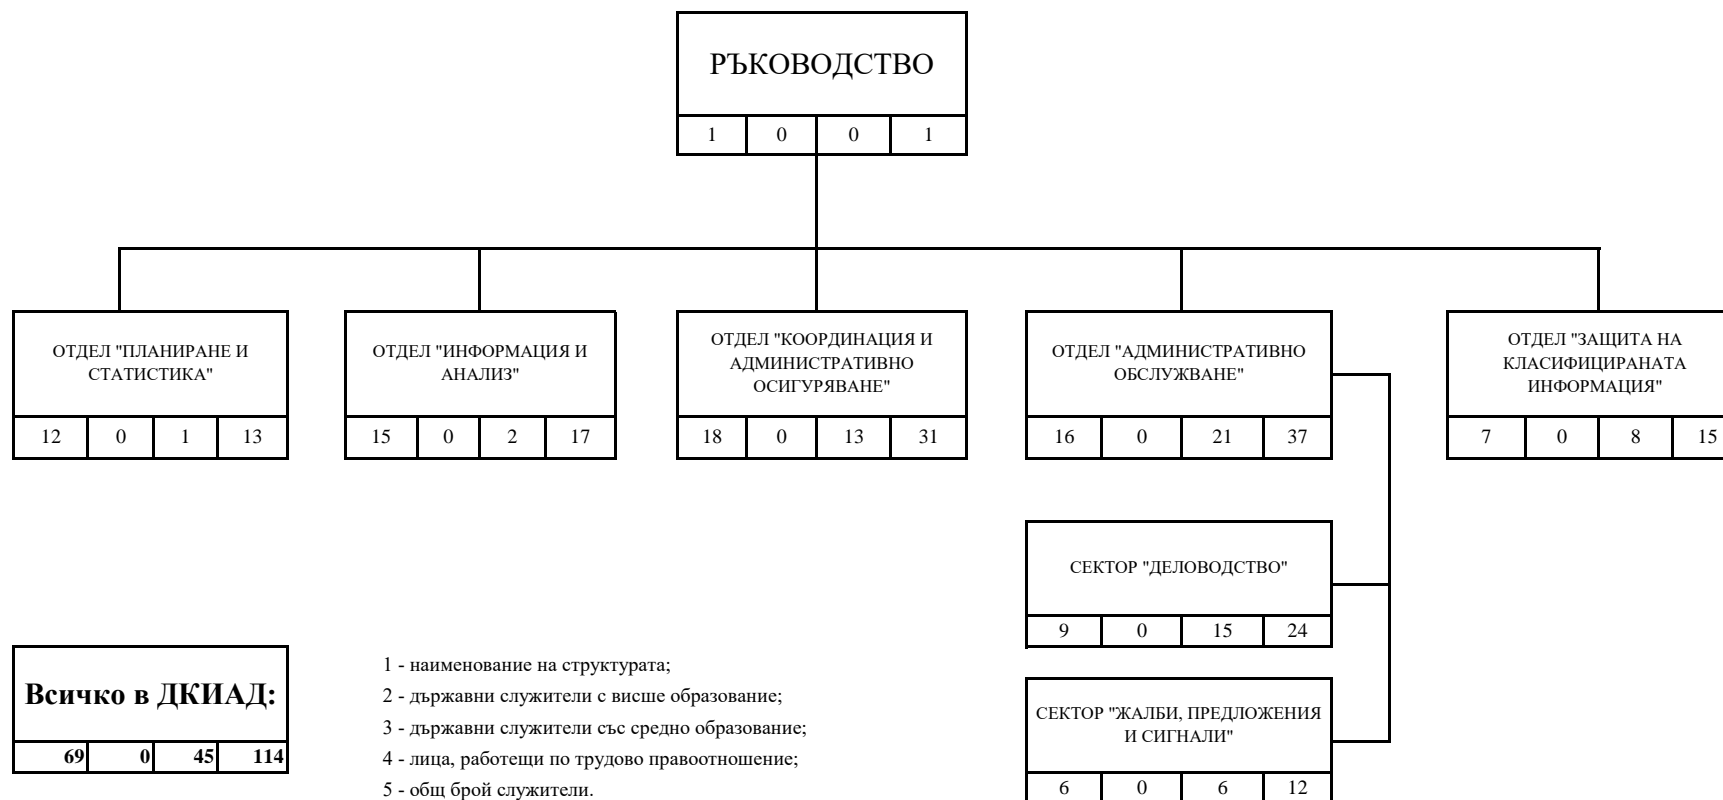 РЪКОВОДСТВО
1 0 0 1
ОТДЕЛ "ПЛАНИРАНЕ И
СТАТИСТИКА"
12 0 1 13
ОТДЕЛ "ИНФОРМАЦИЯ И
АНАЛИЗ"
15 0 2 17
ОТДЕЛ "КООРДИНАЦИЯ И
АДМИНИСТРАТИВНО
ОСИГУРЯВАНЕ"
18 0 13 31
ОТДЕЛ "АДМИНИСТРАТИВНО
ОБСЛУЖВАНЕ"
16 0 21 37
ОТДЕЛ "ЗАЩИТА НА
КЛАСИФИЦИРАНАТА
ИНФОРМАЦИЯ"
7 0 8 15
СЕКТОР "ДЕЛОВОДСТВО"
9 0 15 24
СЕКТОР "ЖАЛБИ, ПРЕДЛОЖЕНИЯ
И СИГНАЛИ"
6 0 6 12
Всичко в ДКИАД:
69 0 45 114
1 - наименование на структурата;
2 - държавни служители с висше образование;
3 - държавни служители със средно образование;
4 - лица, работещи по трудово правоотношение;
5 - общ брой служители.